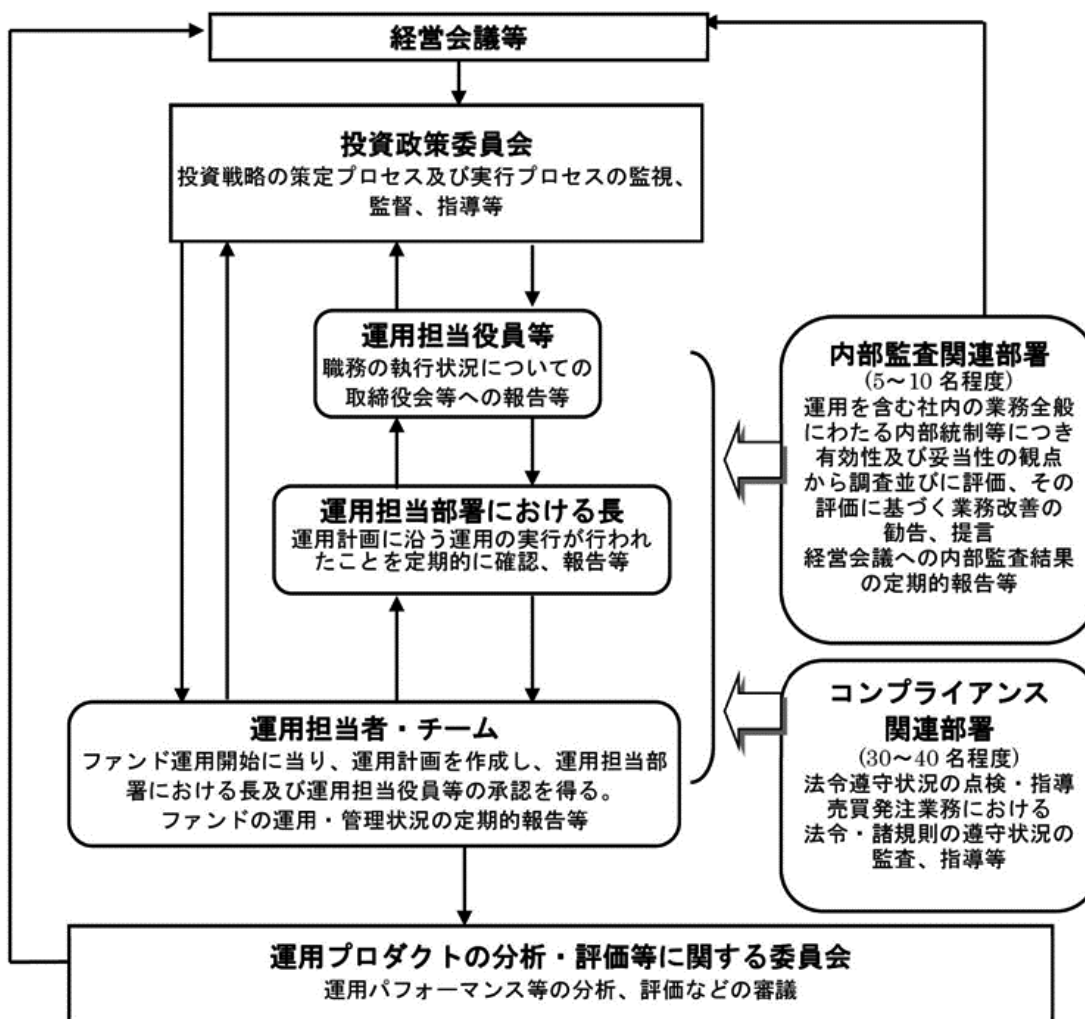 経営会議等
投資政策委員会
投資戦略の策定プロセス及び実行プロセスの監視、
監督、指導等
運用担当役員等
職務の執行状況についての
取締役会等への報告等
運用担当部署における長
運用計画に沿う運用の実行が行われ
たことを定期的に確認、報告等
運用担当者・チーム
ファンド運用開始に当り、運用計画を作成し、運用担当部
署における長及び運用担当役員等の承認を得る。
ファンドの運用・管理状況の定期的報告等
内部監査関連部署
(5～10 名程度)
運用を含む社内の業務全般
にわたる内部統制等につき
有効性及び妥当性の観点
から調査並びに評価、その
評価に基づく業務改善の
勧告、提言
経営会議への内部監査結果
の定期的報告等
コンプライアンス
関連部署
(30～40 名程度)
法令遵守状況の点検・指導
売買発注業務における
法令・諸規則の遵守状況の
監査、指導等
運用プロダクトの分析・評価等に関する委員会
運用パフォーマンス等の分析、評価などの審議